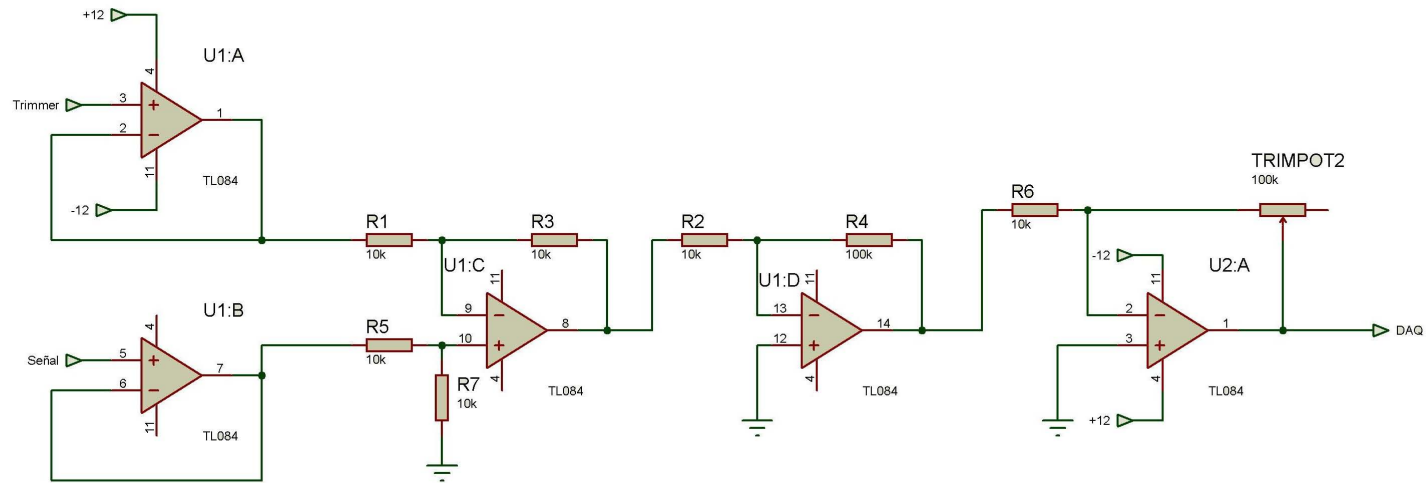 +12
U1:A
4
Trimmer
3
2
1
11
-12
TL084
U1:B
4
Señal
5
6
7
11
TL084
R1
10k
R3
10k
U1:C
11
9
10
8
4
TL084
R5
10k
R7
10k
R2
10k
R4
100k
U1:D
11
13
12
14
4
TL084
R6
10k
TRIMPOT2
100k
-12
11
U2:A
2
3
1
4
+12
TL084
DAQ